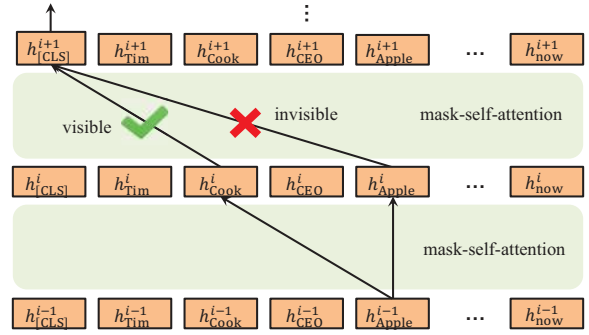 ⋮
h^{i+1}_{[CLS]} h^{i+1}_{Tim} h^{i+1}_{Cook} h^{i+1}_{CEO} h^{i+1}_{Apple} ... h^{i+1}_{now}
mask-self-attention
visible invisible
h^{i}_{[CLS]} h^{i}_{Tim} h^{i}_{Cook} h^{i}_{CEO} h^{i}_{Apple} ... h^{i}_{now}
mask-self-attention
h^{i-1}_{[CLS]} h^{i-1}_{Tim} h^{i-1}_{Cook} h^{i-1}_{CEO} h^{i-1}_{Apple} ... h^{i-1}_{now}